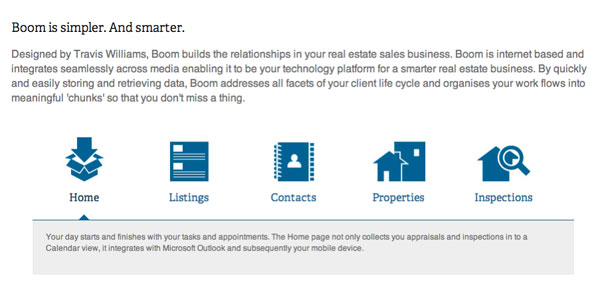 Boom is simpler. And smarter.
Designed by Travis Williams, Boom builds the relationships in your real estate sales business. Boom is internet based and
integrates seamlessly across media enabling it to be your technology platform for a smarter real estate business. By quickly
and easily storing and retrieving data, Boom addresses all facets of your client life cycle and organises your work flows into
meaningful 'chunks' so that you don't miss a thing.
Home Listings Contacts Properties Inspections
Your day starts and finishes with your tasks and appointments. The Home page not only collects you appraisals and inspections in to a
Calendar view, it integrates with Microsoft Outlook and subsequently your mobile device.